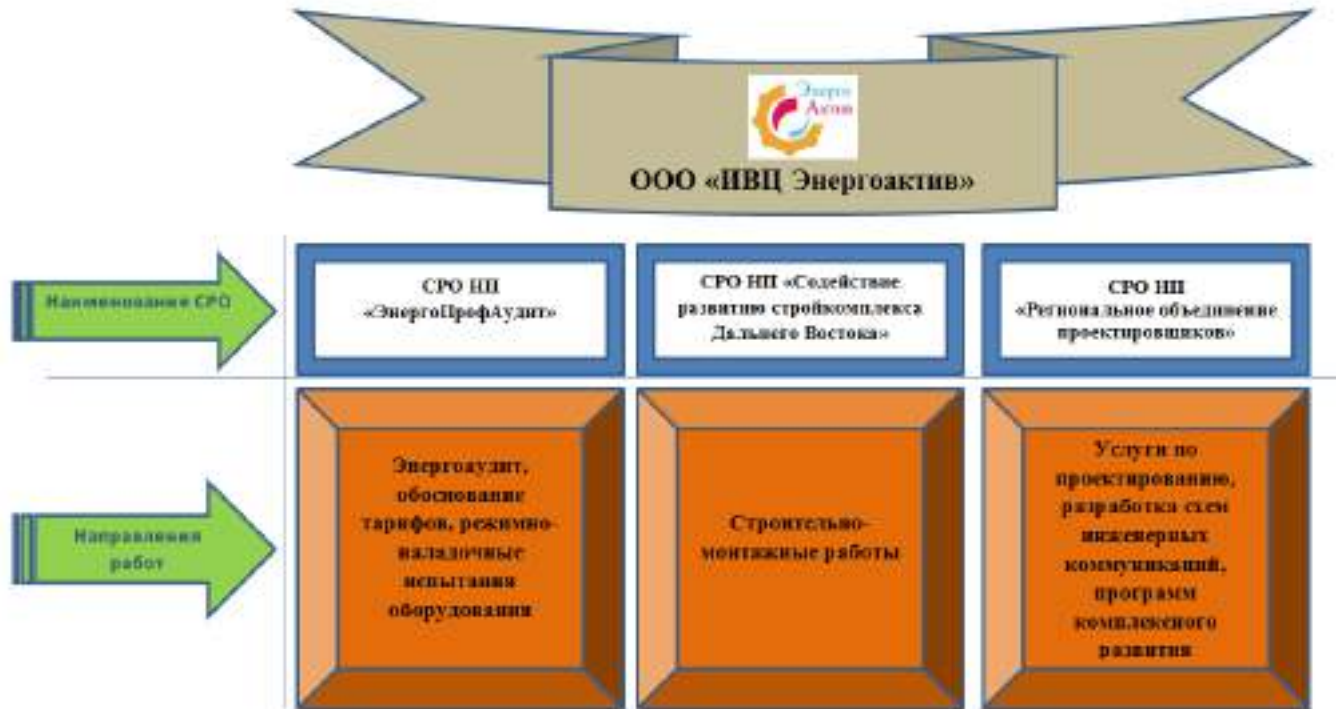 Энерго
Актив
ООО «ИВЦ Энергоактив»
Наименование СРО
СРО НП
«ЭнергоПрофАудит»
СРО НП «Содействие
развитию стройкомплекса
Дальнего Востока»
СРО НП
«Региональное объединение
проектировщиков»
Направления
работ
Энергоаудит,
обоснование
тарифов, режимно-
наладочные
испытания
оборудования
Строительно-
монтажные работы
Услуги по
проектированию,
разработка схем
инженерных
коммуникаций,
программ
комплексного
развития